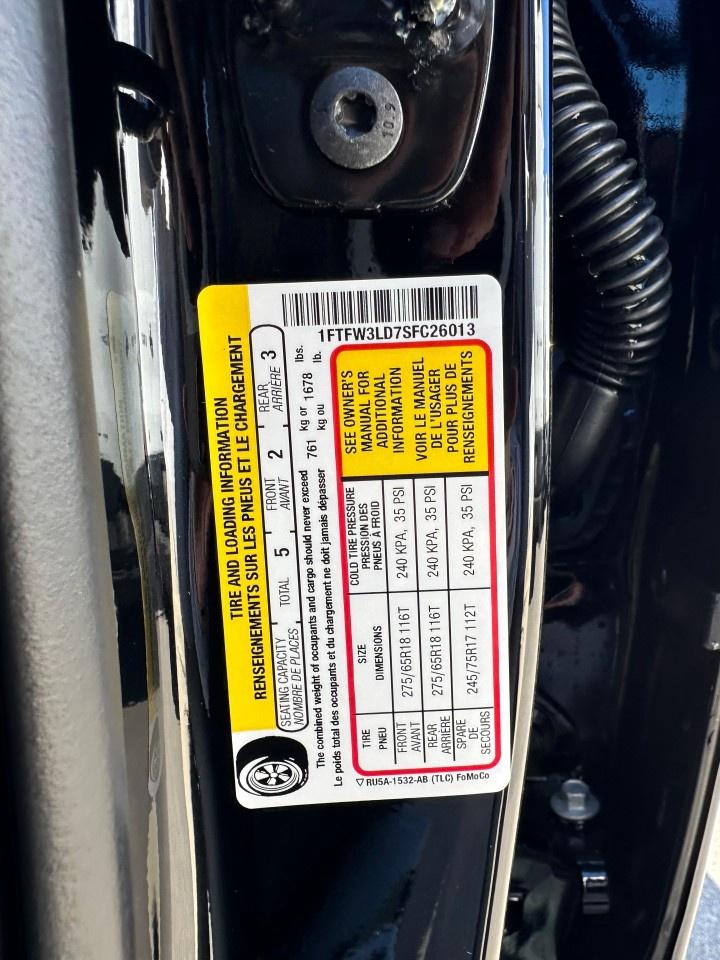 10.9
TIRE AND LOADING INFORMATION
RENSEIGNEMENTS SUR LES PNEUS ET LE CHARGEMENT
SEATING CAPACITY TOTAL 5 FRONT 2 REAR 3
NOMBRE DE PLACES AVANT ARRIÈRE
The combined weight of occupants and cargo should never exceed 761 kg or 1678 lbs.
Le poids total des occupants et du chargement ne doit jamais dépasser kg ou lb.
TIRE SIZE COLD TIRE PRESSURE
PNEU DIMENSIONS PRESSION DES
PNEUS À FROID
FRONT 275/65R18 116T 240 KPA, 35 PSI
AVANT
REAR 275/65R18 116T 240 KPA, 35 PSI
ARRIÈRE
SPARE 245/75R17 112T 240 KPA, 35 PSI
DE
SECOURS
SEE OWNER'S
MANUAL FOR
ADDITIONAL
INFORMATION
VOIR LE MANUEL
DE L'USAGER
POUR PLUS DE
RENSEIGNEMENTS
1FTFW3LD7SFC26013
RU5A-1532-AB (TLC) FoMoCo